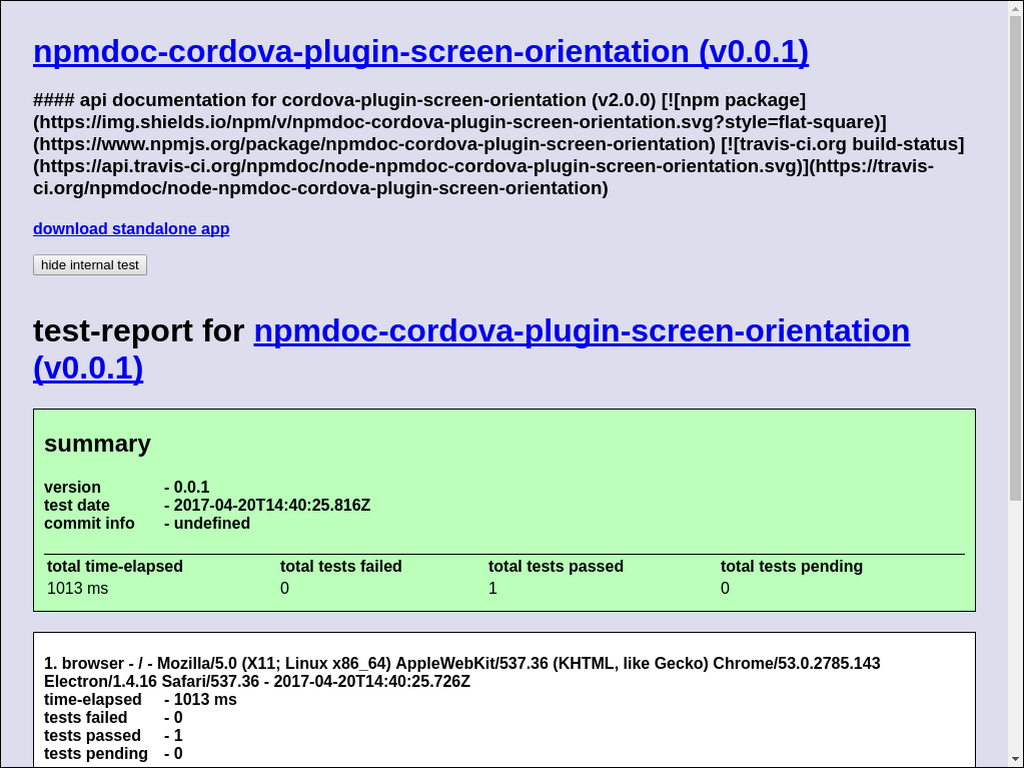 npmdoc-cordova-plugin-screen-orientation (v0.0.1)
#### api documentation for cordova-plugin-screen-orientation (v2.0.0) [![npm package]
(https://img.shields.io/npm/v/npmdoc-cordova-plugin-screen-orientation.svg?style=flat-square)]
(https://www.npmjs.org/package/npmdoc-cordova-plugin-screen-orientation) [![travis-ci.org build-status]
(https://api.travis-ci.org/npmdoc/node-npmdoc-cordova-plugin-screen-orientation.svg)](https://travis-
ci.org/npmdoc/node-npmdoc-cordova-plugin-screen-orientation)
download standalone app
hide internal test
test-report for npmdoc-cordova-plugin-screen-orientation
(v0.0.1)
summary
version - 0.0.1
test date - 2017-04-20T14:40:25.816Z
commit info - undefined
total time-elapsed total tests failed total tests passed total tests pending
1013 ms 0 1 0
1. browser - / - Mozilla/5.0 (X11; Linux x86_64) AppleWebKit/537.36 (KHTML, like Gecko) Chrome/53.0.2785.143
Electron/1.4.16 Safari/537.36 - 2017-04-20T14:40:25.726Z
time-elapsed - 1013 ms
tests failed - 0
tests passed - 1
tests pending - 0